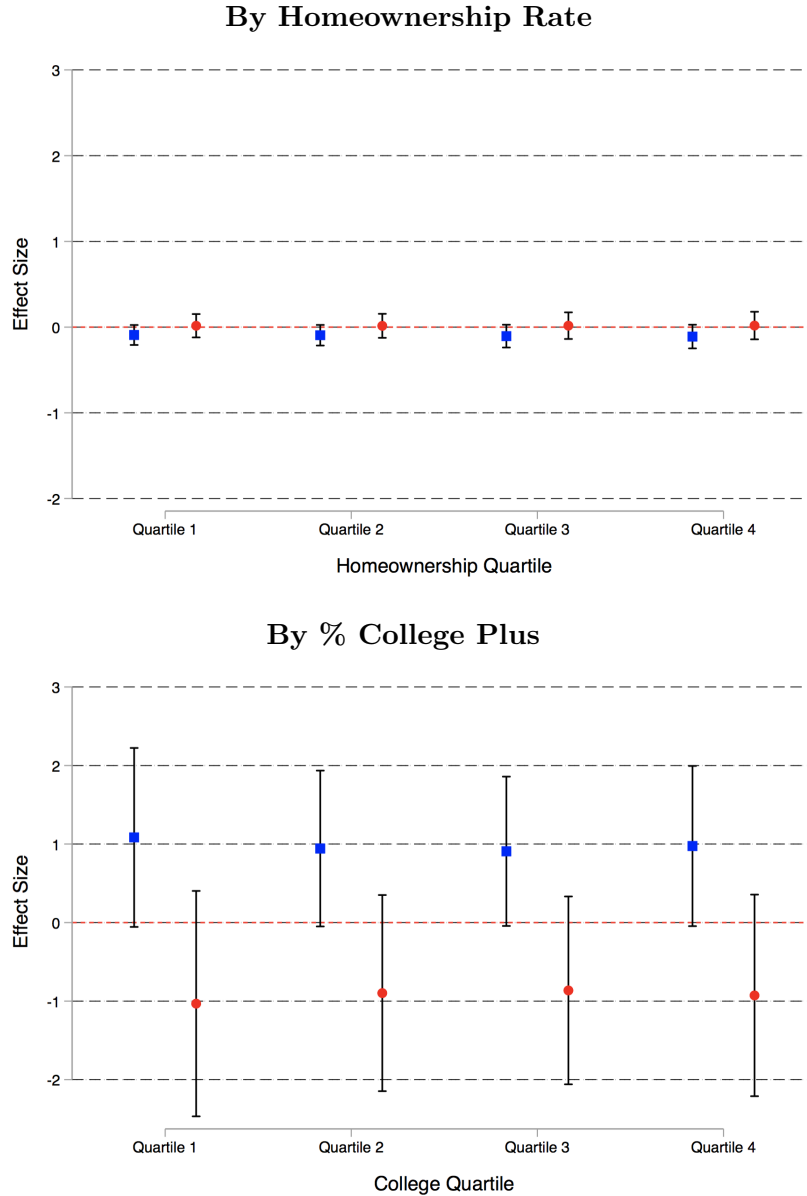 By Homeownership Rate
3
2
1
0
-1
-2
Effect Size
Quartile 1 Quartile 2 Quartile 3 Quartile 4
Homeownership Quartile
By % College Plus
3
2
1
0
-1
-2
Effect Size
Quartile 1 Quartile 2 Quartile 3 Quartile 4
College Quartile